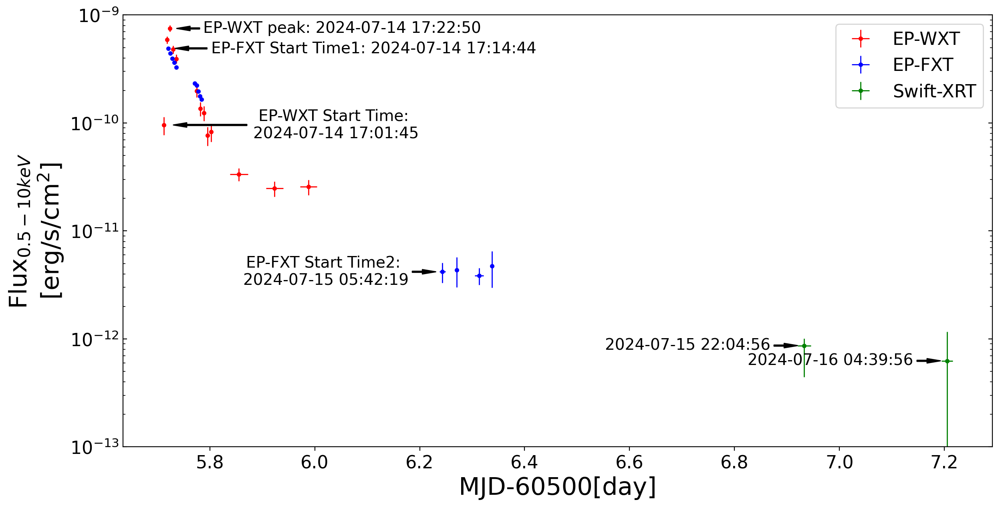 Flux_{0.5-10keV}
[erg/s/cm^2]
10^{-9}
10^{-10}
10^{-11}
10^{-12}
10^{-13}
EP-WXT peak: 2024-07-14 17:22:50
EP-FXT Start Time1: 2024-07-14 17:14:44
EP-WXT Start Time:
2024-07-14 17:01:45
EP-FXT Start Time2:
2024-07-15 05:42:19
2024-07-15 22:04:56
2024-07-16 04:39:56
EP-WXT
EP-FXT
Swift-XRT
5.8 6.0 6.2 6.4 6.6 6.8 7.0 7.2
MJD-60500[day]